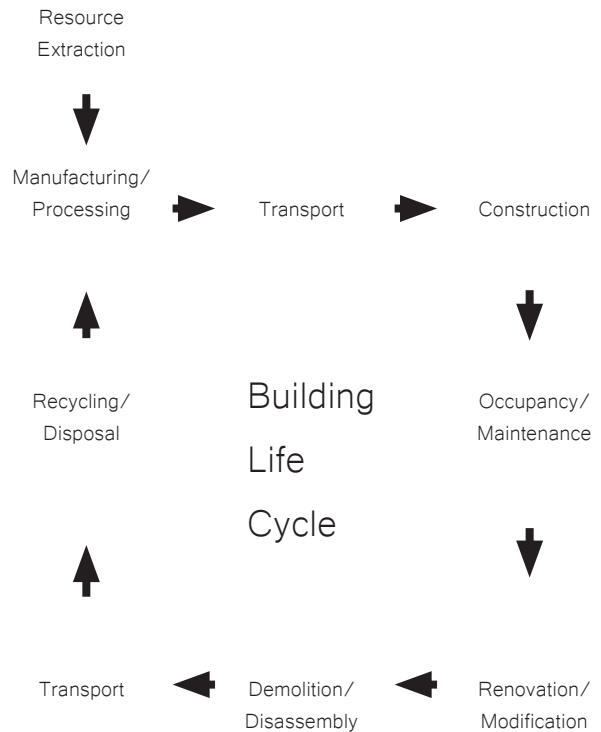 Resource
Extraction
Manufacturing/
Processing
Transport
Construction
Recycling/
Disposal
Building
Life
Cycle
Occupancy/
Maintenance
Transport
Demolition/
Disassembly
Renovation/
Modification